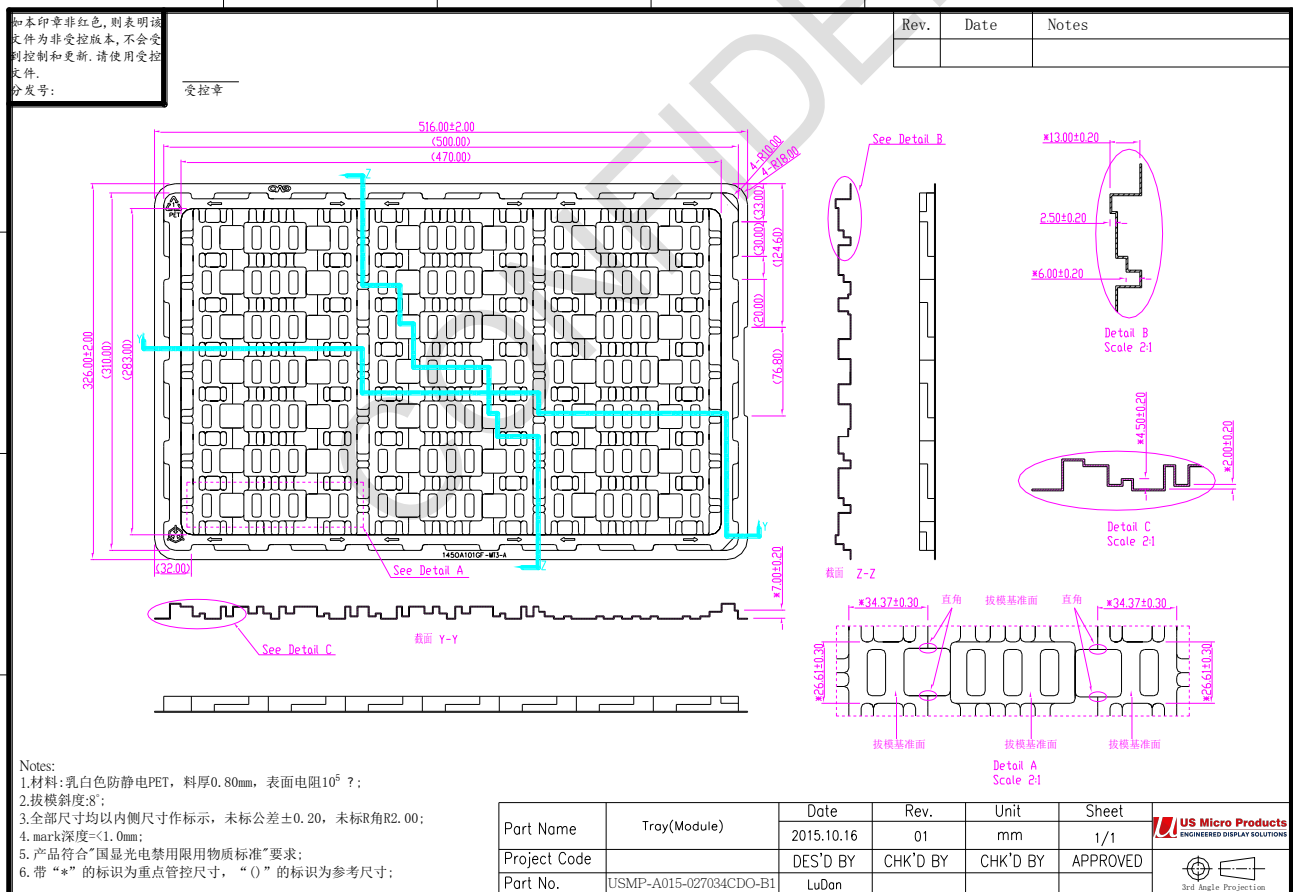 如本印章非红色,则表明该
文件为非受控版本,不会受
到控制和更新.请使用受控
文件.
分发号:
受控章
Rev. Date Notes
CONFIDE
516.00±2.00
(500.00)
(470.00)
4-R10.00
4-R18.00
Z
See Detail B
*13.00±0.20
2.50±0.20
*6.00±0.20
Detail B
Scale 2:1
PET
(33.00)
(30.00)
(124.60)
(20.00)
(76.80)
326.00±2.00
(310.00)
(283.00)
Y
Y
*4.50±0.20
*2.00±0.20
Detail C
Scale 2:1
1450A101GF-MT3-A
(32.00)
See Detail A
Z
截面 Z-Z
*7.00±0.20
截面 Y-Y
See Detail C
*34.37±0.30
直角
拔模基准面
直角
*34.37±0.30
*26.61±0.30
*26.61±0.30
拔模基准面
拔模基准面
拔模基准面
Detail A
Scale 2:1
Notes:
1.材料:乳白色防静电PET，料厚0.80mm，表面电阻10⁵ ?;
2.拔模斜度:8°;
3.全部尺寸均以内侧尺寸作标示，未标公差±0.20，未标R角R2.00;
4.mark深度=<1.0mm;
5.产品符合"国显光电禁用限用物质标准"要求;
6.带“*”的标识为重点管控尺寸，“()”的标识为参考尺寸;
Part Name Tray(Module) Date Rev. Unit Sheet
2015.10.16 01 mm 1/1
US Micro Products
ENGINEERED DISPLAY SOLUTIONS
Project Code DES'D BY CHK'D BY CHK'D BY APPROVED
Part No. USMP-A015-027034CDO-B1 LuDan
3rd Angle Projection